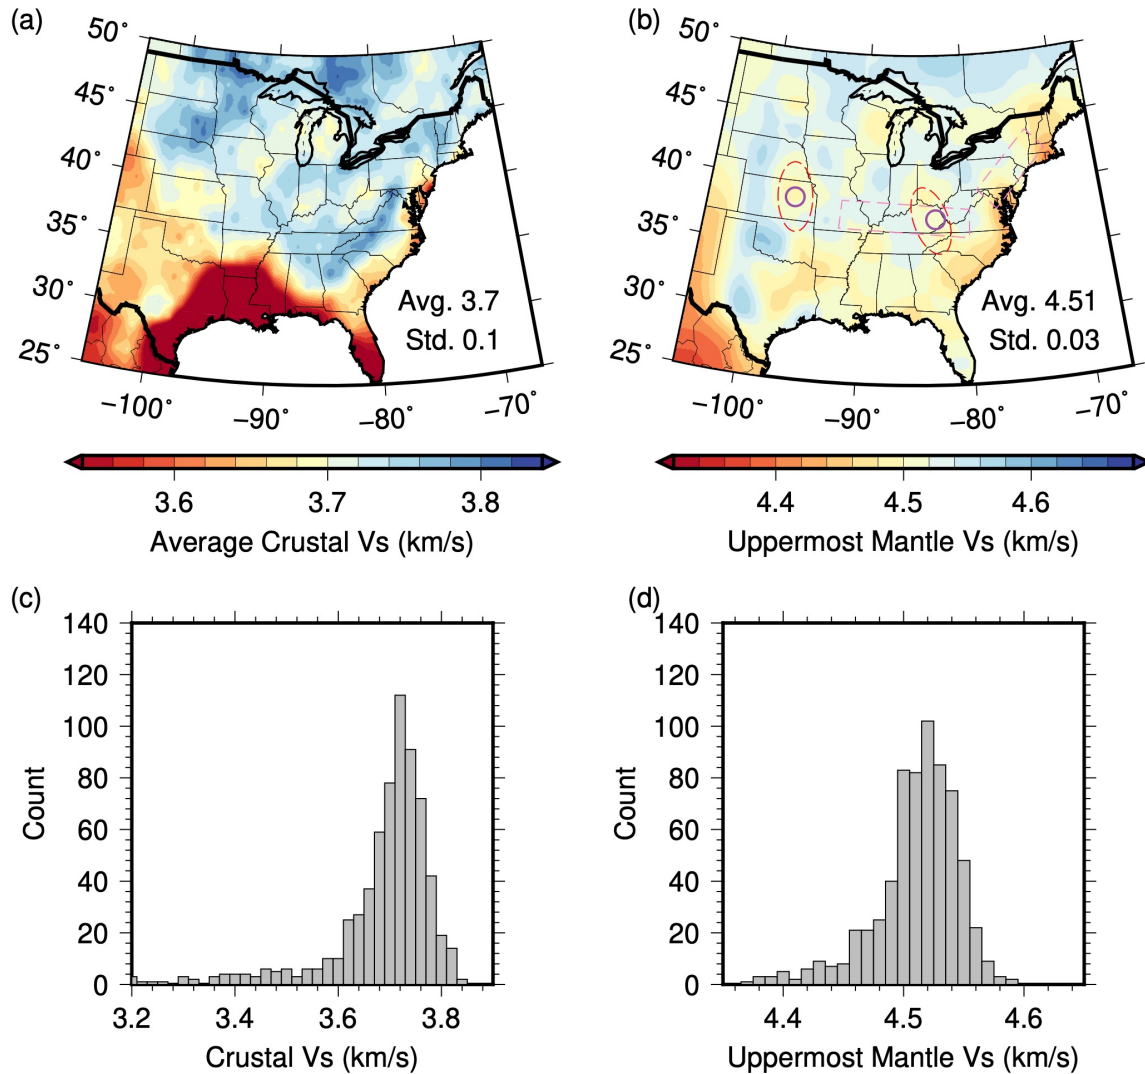 (a)
50°
45°
40°
35°
30°
25°
−100°
−90°
−80°
−70°
Avg. 3.7
Std. 0.1
3.6 3.7 3.8
Average Crustal Vs (km/s)
(b)
50°
45°
40°
35°
30°
25°
−100°
−90°
−80°
−70°
Avg. 4.51
Std. 0.03
4.4 4.5 4.6
Uppermost Mantle Vs (km/s)
(c)
140
120
100
80
60
40
20
0
Count
3.2 3.4 3.6 3.8
Crustal Vs (km/s)
(d)
140
120
100
80
60
40
20
0
Count
4.4 4.5 4.6
Uppermost Mantle Vs (km/s)